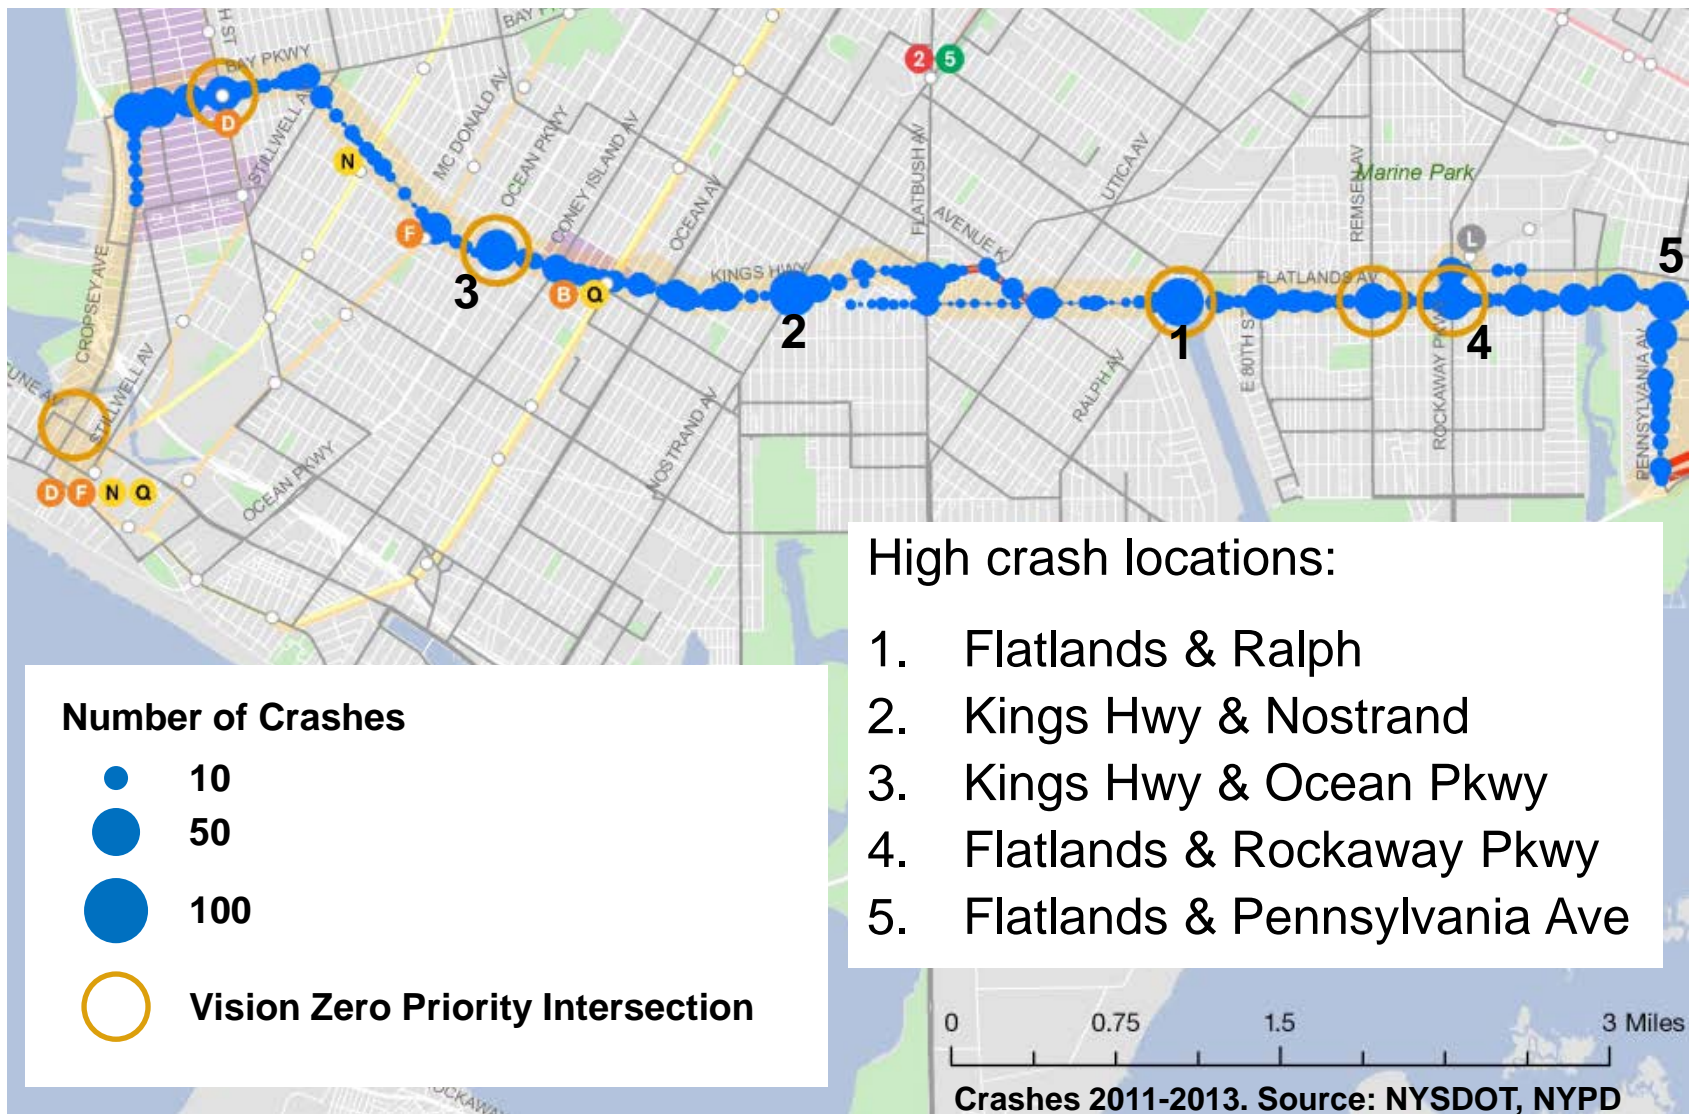 BAY PKWY
STILLWELL AV
MC DONALD AV
OCEAN PKWY
CONEY ISLAND AV
OCEAN AV
KINGS HWY
FLATBUSH AV
AVENUE K
UTICA AV
REMSEN AV
Marine Park
FLATLANDS AV
RALPH AV
E 80TH ST
ROCKAWAY PKWY
PENNSYLVANIA AV
CROPSEY AVE
STILLWELL AV
OCEAN PKWY
NOSTRAND AV
2 5
D
N
F
B Q
L
D F N Q
3
2
1
4
5
High crash locations:
1. Flatlands & Ralph
2. Kings Hwy & Nostrand
3. Kings Hwy & Ocean Pkwy
4. Flatlands & Rockaway Pkwy
5. Flatlands & Pennsylvania Ave
Number of Crashes
10
50
100
Vision Zero Priority Intersection
0 0.75 1.5 3 Miles
Crashes 2011-2013. Source: NYSDOT, NYPD